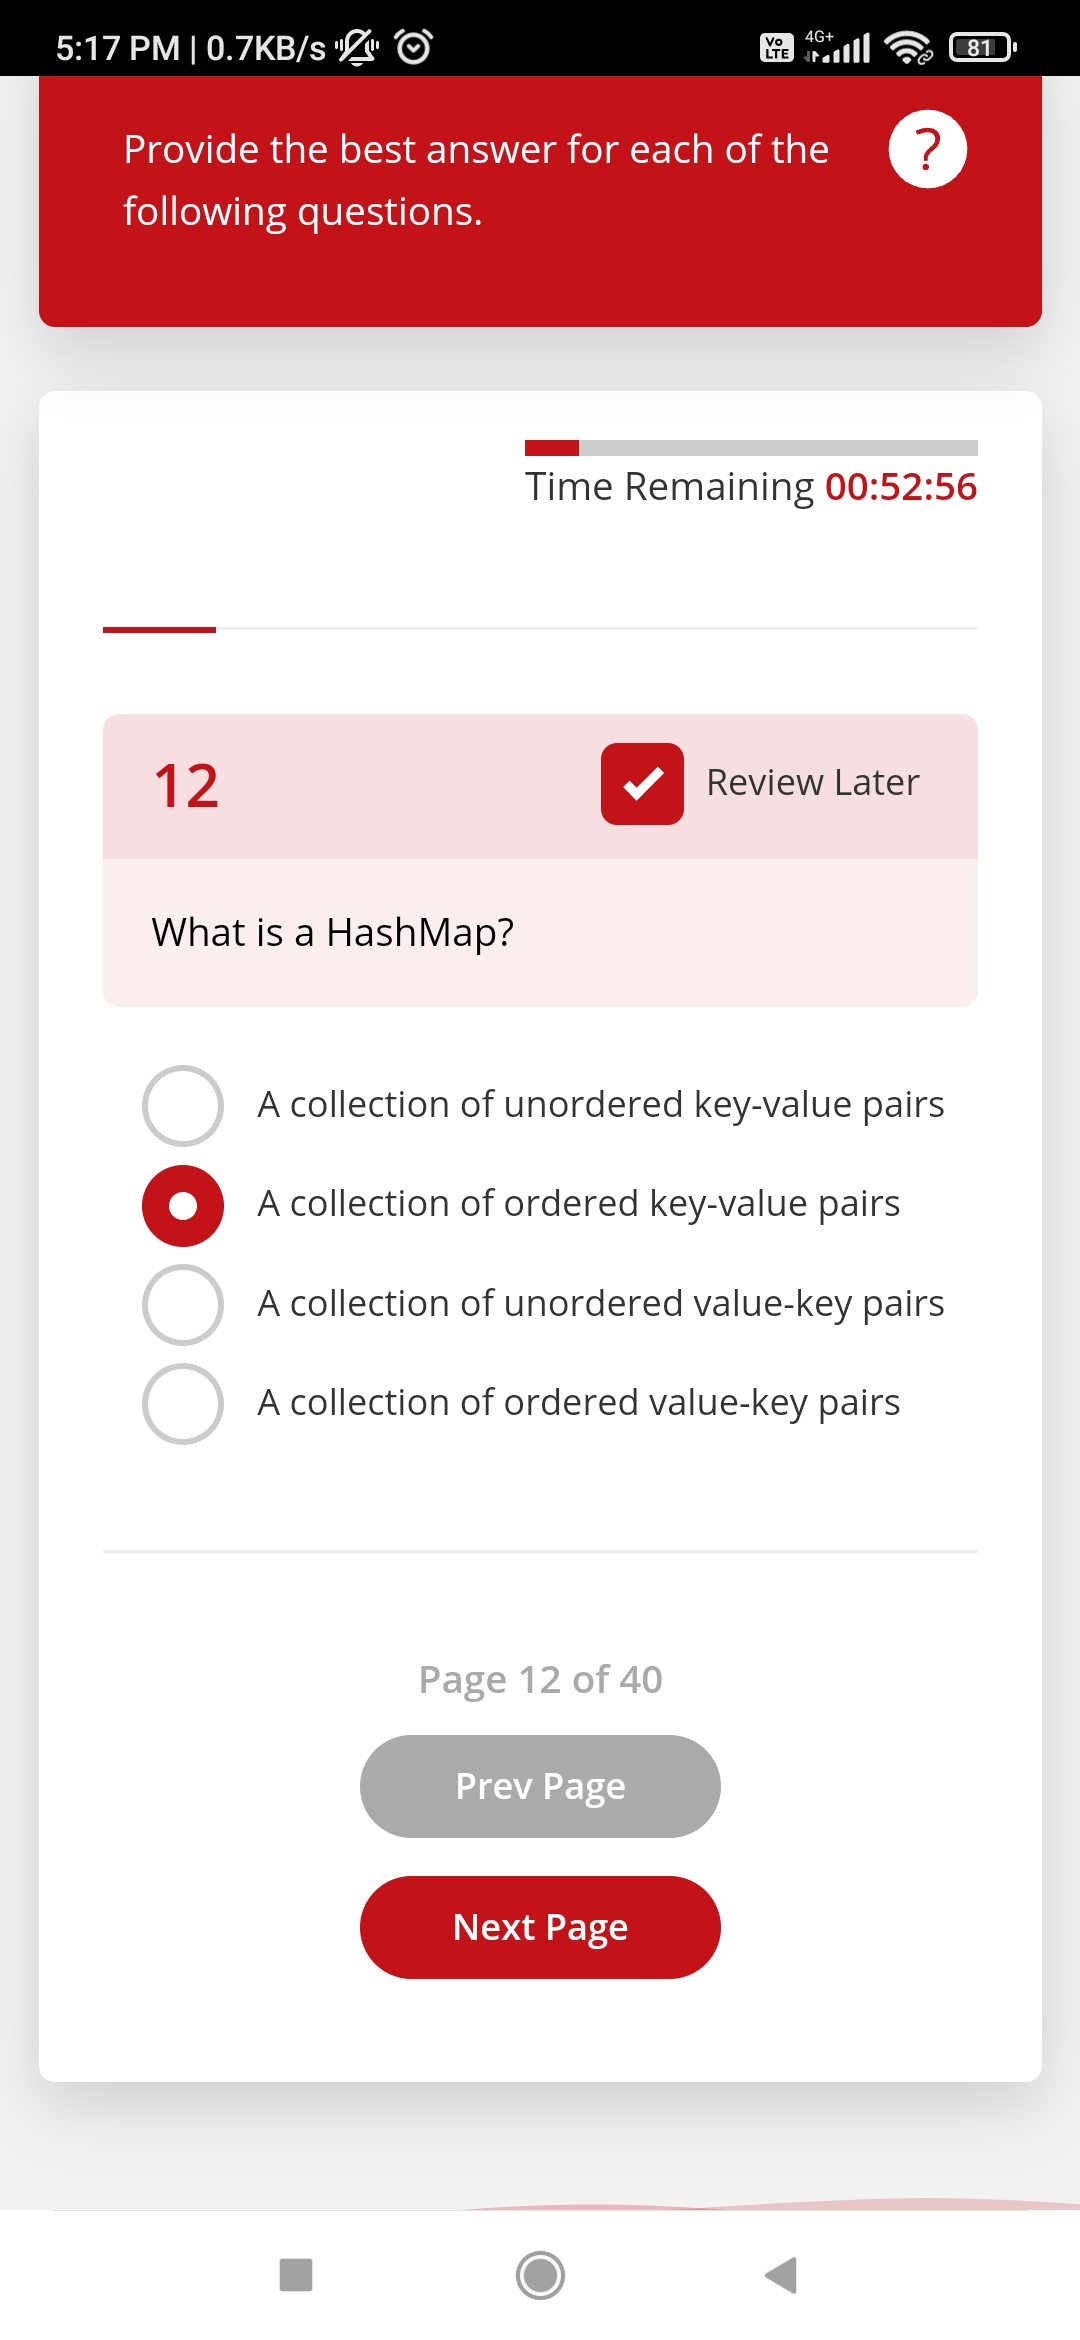 5:17 PM | 0.7KB/s
Vo LTE 4G+ 81
Provide the best answer for each of the
following questions.
?
Time Remaining 00:52:56
12
Review Later
What is a HashMap?
A collection of unordered key-value pairs
A collection of ordered key-value pairs
A collection of unordered value-key pairs
A collection of ordered value-key pairs
Page 12 of 40
Prev Page
Next Page